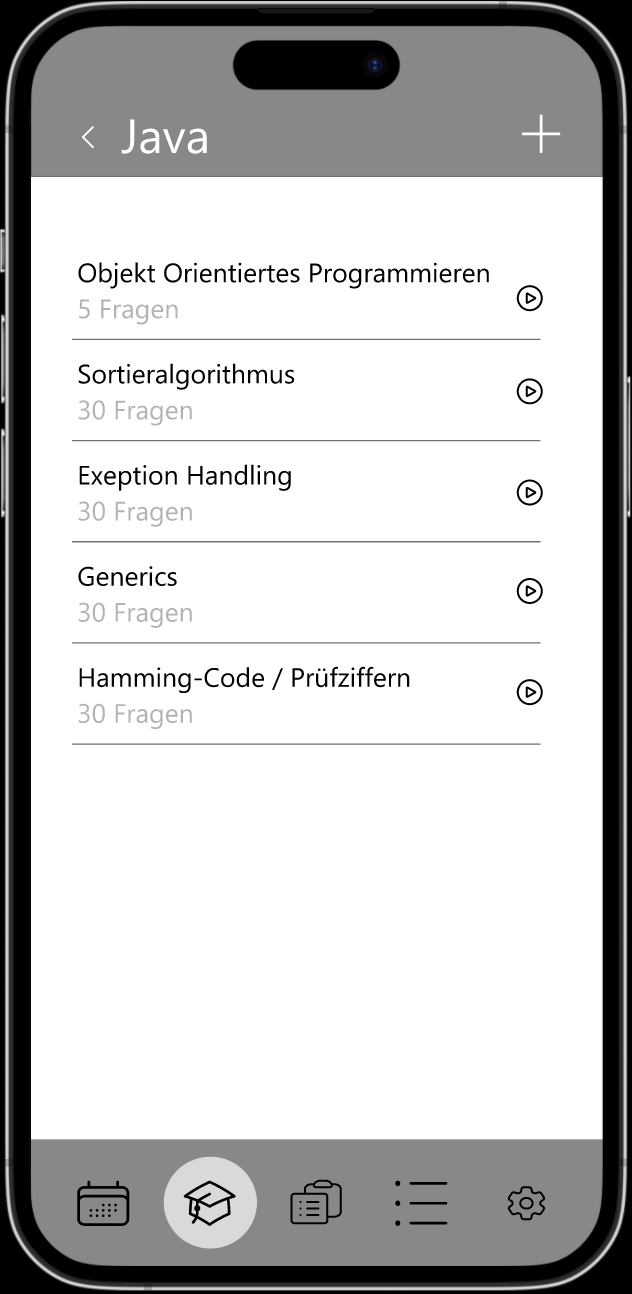 Java
Objekt Orientiertes Programmieren
5 Fragen
Sortieralgorithmus
30 Fragen
Exeption Handling
30 Fragen
Generics
30 Fragen
Hamming-Code / Prüfziffern
30 Fragen